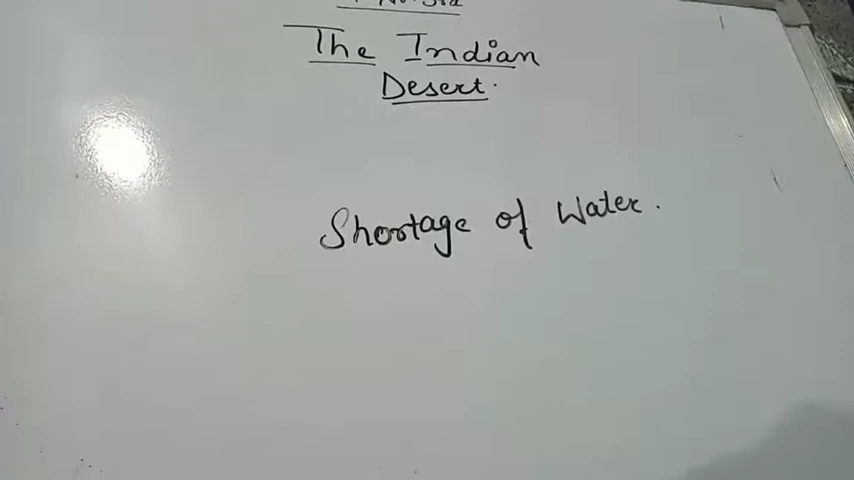 The Indian
Desert.
Shortage of Water.